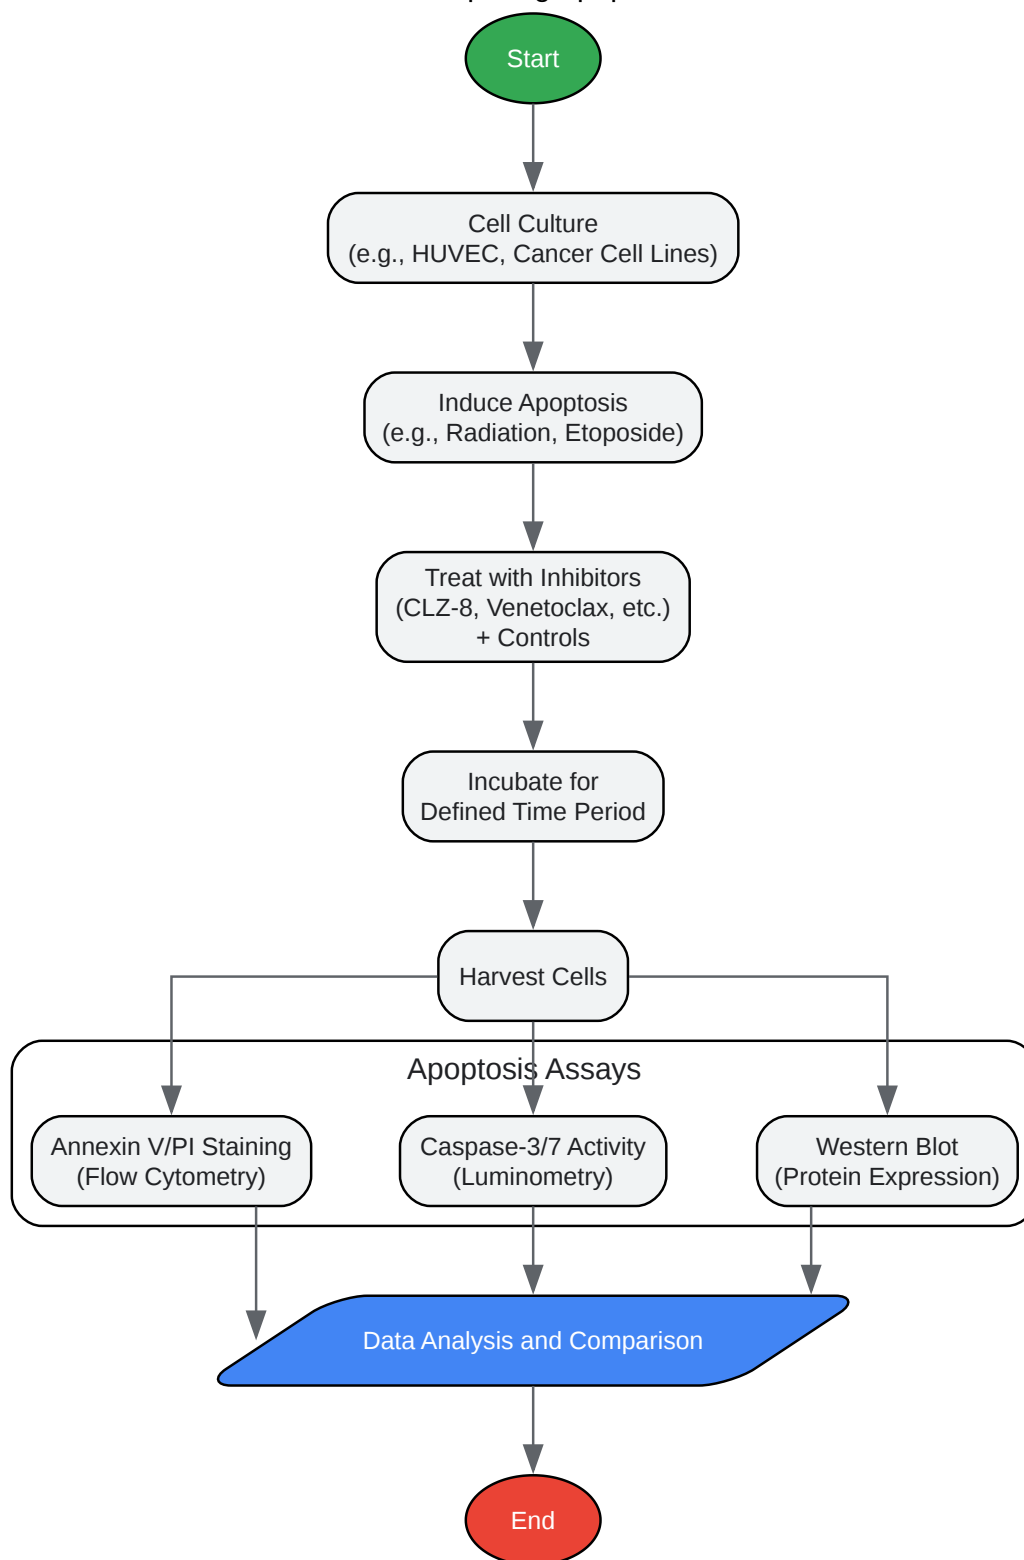 Start
Cell Culture
(e.g., HUVEC, Cancer Cell Lines)
Induce Apoptosis
(e.g., Radiation, Etoposide)
Treat with Inhibitors
(CLZ-8, Venetoclax, etc.)
+ Controls
Incubate for
Defined Time Period
Harvest Cells
Apoptosis Assays
Annexin V/PI Staining
(Flow Cytometry)
Caspase-3/7 Activity
(Luminometry)
Western Blot
(Protein Expression)
Data Analysis and Comparison
End